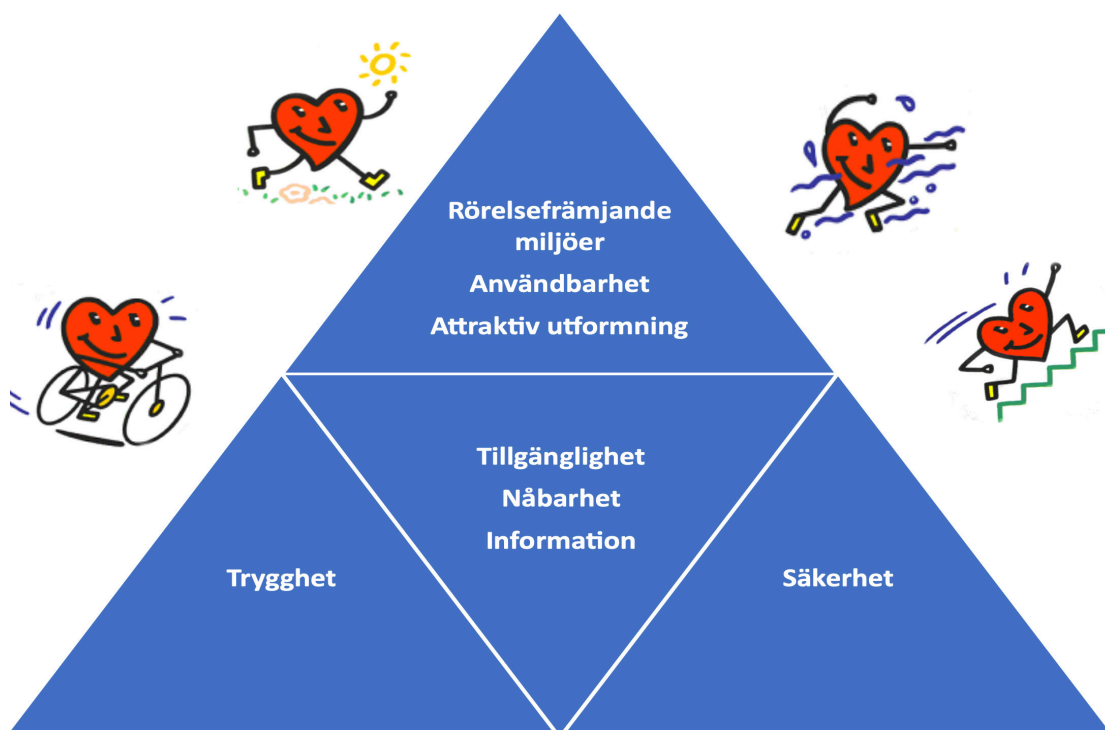 Rörelsefrämjande
miljöer
Användbarhet
Attraktiv utformning
Tillgänglighet
Nåbarhet
Information
Trygghet
Säkerhet